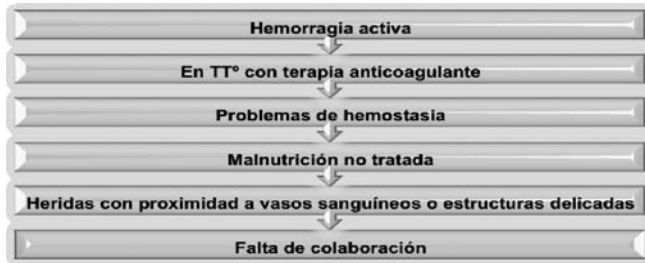 Hemorragia activa
En TTº con terapia anticoagulante
Problemas de hemostasia
Malnutrición no tratada
Heridas con proximidad a vasos sanguíneos o estructuras delicadas
Falta de colaboración